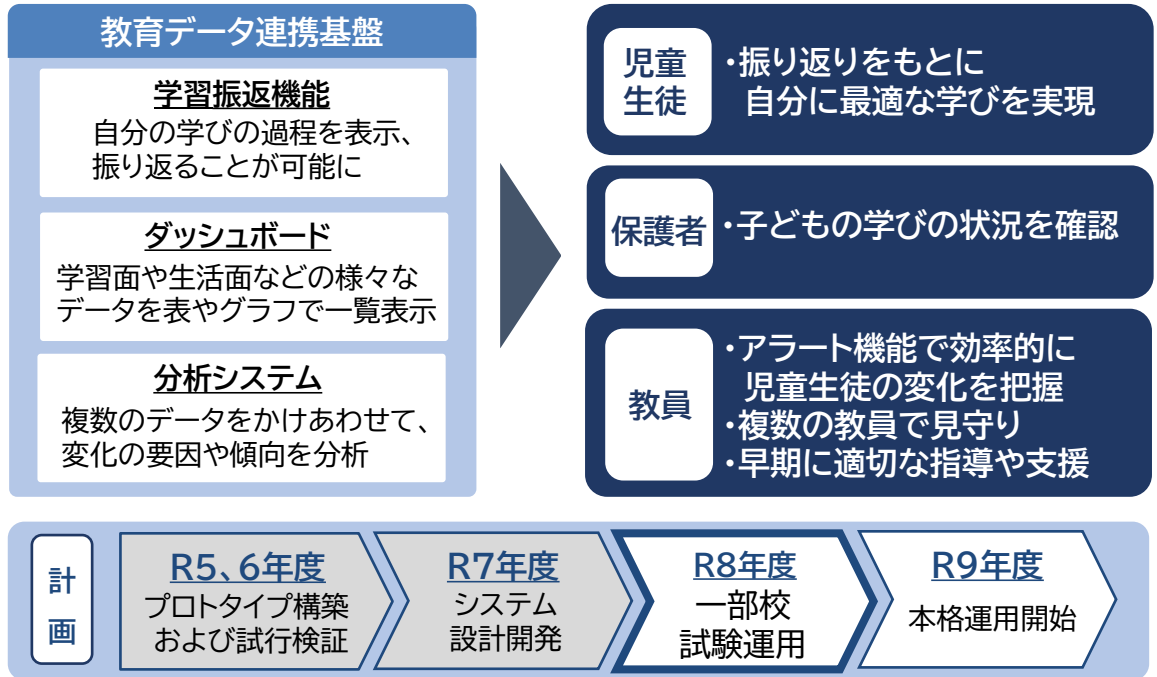 教育データ連携基盤
学習振返機能
自分の学びの過程を表示、
振り返ることが可能に
ダッシュボード
学習面や生活面などの様々な
データを表やグラフで一覧表示
分析システム
複数のデータをかけあわせて、
変化の要因や傾向を分析
児童
生徒
・振り返りをもとに
自分に最適な学びを実現
保護者
・子どもの学びの状況を確認
教員
・アラート機能で効率的に
児童生徒の変化を把握
・複数の教員で見守り
・早期に適切な指導や支援
計
画
R5、6年度
プロトタイプ構築
および試行検証
R7年度
システム
設計開発
R8年度
一部校
試験運用
R9年度
本格運用開始